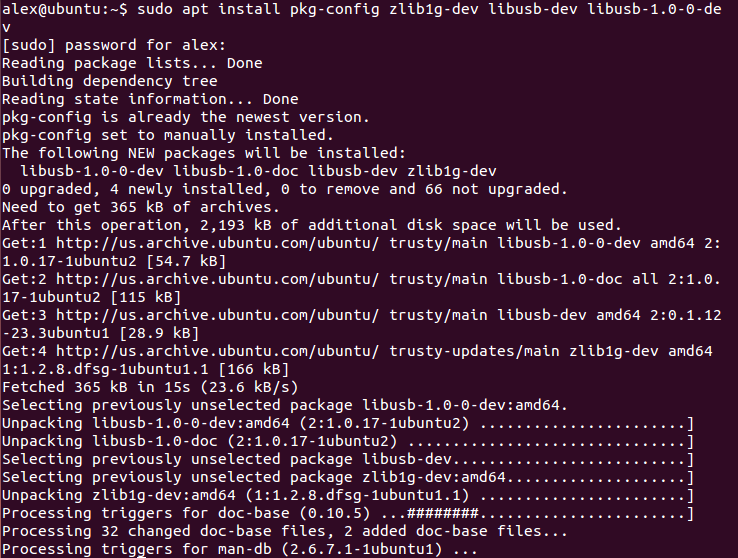 alex@ubuntu:~$ sudo apt install pkg-config zlib1g-dev libusb-dev libusb-1.0-0-de
v
[sudo] password for alex:
Reading package lists... Done
Building dependency tree
Reading state information... Done
pkg-config is already the newest version.
pkg-config set to manually installed.
The following NEW packages will be installed:
  libusb-1.0-0-dev libusb-1.0-doc libusb-dev zlib1g-dev
0 upgraded, 4 newly installed, 0 to remove and 66 not upgraded.
Need to get 365 kB of archives.
After this operation, 2,193 kB of additional disk space will be used.
Get:1 http://us.archive.ubuntu.com/ubuntu/ trusty/main libusb-1.0-0-dev amd64 2:
1.0.17-1ubuntu2 [54.7 kB]
Get:2 http://us.archive.ubuntu.com/ubuntu/ trusty/main libusb-1.0-doc all 2:1.0.
17-1ubuntu2 [115 kB]
Get:3 http://us.archive.ubuntu.com/ubuntu/ trusty/main libusb-dev amd64 2:0.1.12
-23.3ubuntu1 [28.9 kB]
Get:4 http://us.archive.ubuntu.com/ubuntu/ trusty-updates/main zlib1g-dev amd64
1:1.2.8.dfsg-1ubuntu1.1 [166 kB]
Fetched 365 kB in 15s (23.6 kB/s)
Selecting previously unselected package libusb-1.0-0-dev:amd64.
Unpacking libusb-1.0-0-dev:amd64 (2:1.0.17-1ubuntu2) .......................]
Unpacking libusb-1.0-doc (2:1.0.17-1ubuntu2) ...............................]
Selecting previously unselected package libusb-dev..........................]
Selecting previously unselected package zlib1g-dev:amd64....................]
Unpacking zlib1g-dev:amd64 (1:1.2.8.dfsg-1ubuntu1.1) .......................]
Processing triggers for doc-base (0.10.5) ...########.......................]
Processing 32 changed doc-base files, 2 added doc-base files...
Processing triggers for man-db (2.6.7.1-1ubuntu1) ...